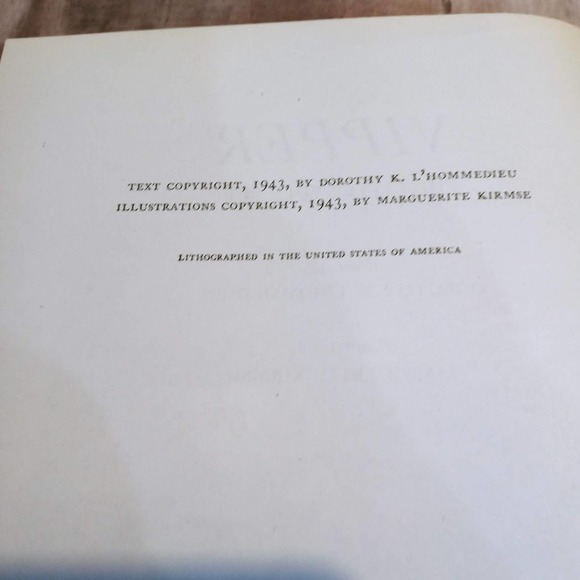 TEXT COPYRIGHT, 1943, BY DOROTHY K. L'HOMMEDIEU
ILLUSTRATIONS COPYRIGHT, 1943, BY MARGUERITE KIRMSE
LITHOGRAPHED IN THE UNITED STATES OF AMERICA